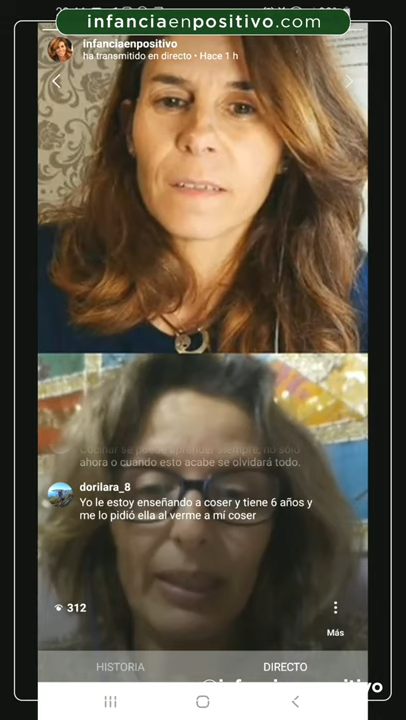 infanciaenpositivo.com
infanciaenpositivo
ha transmitido en directo • Hace 1 h
Cocinar se puede aprender siempre, no solo
ahora o cuando esto acabe se olvidará todo.
dorilara_8
Yo le estoy enseñando a coser y tiene 6 años y
me lo pidió ella al verme a mí coser
312
Más
HISTORIA
DIRECTO